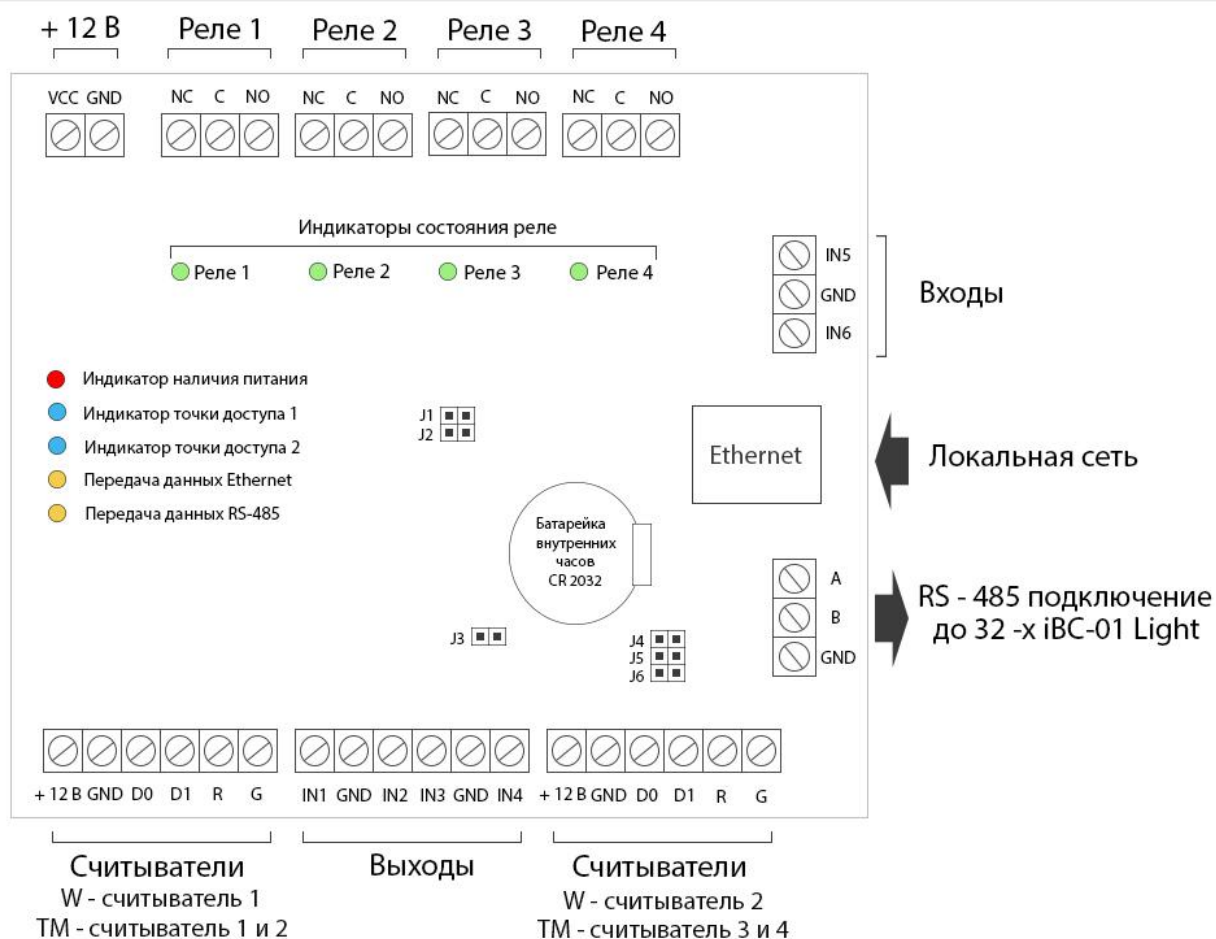 + 12 В Реле 1 Реле 2 Реле 3 Реле 4
VCC GND NC C NO NC C NO NC C NO NC C NO
Индикаторы состояния реле
Реле 1 Реле 2 Реле 3 Реле 4
IN5
GND
IN6
Входы
Индикатор наличия питания
Индикатор точки доступа 1
Индикатор точки доступа 2
Передача данных Ethernet
Передача данных RS-485
J1
J2
Ethernet
Локальная сеть
Батарейка
внутренних
часов
CR 2032
A
B
GND
RS - 485 подключение
до 32 -х iBC-01 Light
J3
J4
J5
J6
+ 12 В GND D0 D1 R G IN1 GND IN2 IN3 GND IN4 + 12 В GND D0 D1 R G
Считыватели
W - считыватель 1
TM - считыватель 1 и 2
Выходы
Считыватели
W - считыватель 2
TM - считыватель 3 и 4